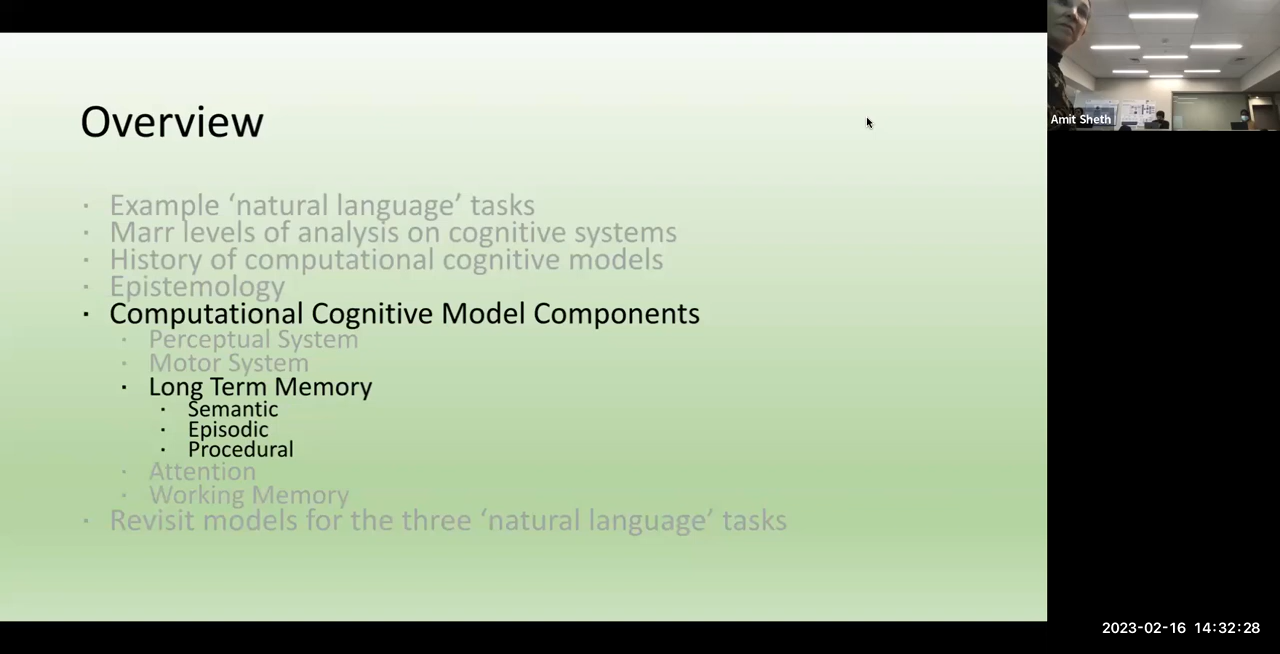 Overview
· Example ‘natural language’ tasks
· Marr levels of analysis on cognitive systems
· History of computational cognitive models
· Epistemology
· Computational Cognitive Model Components
· Perceptual System
· Motor System
· Long Term Memory
· Semantic
· Episodic
· Procedural
· Attention
· Working Memory
· Revisit models for the three ‘natural language’ tasks
Amit Sheth
2023-02-16 14:32:28